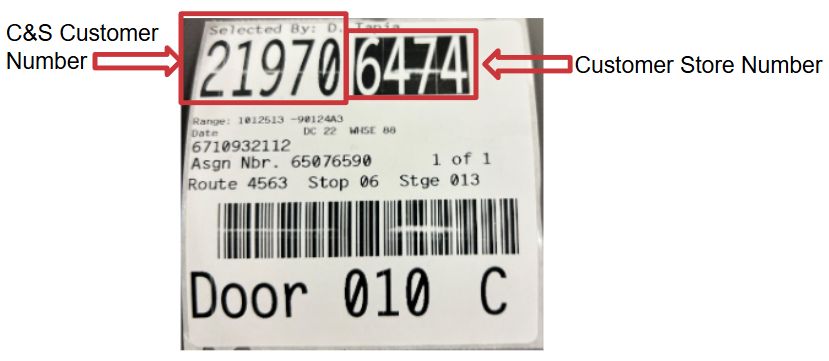 C&S Customer
Number
Customer Store Number
Selected By: D. Tapia
21970 6474
Range: 1012513 -90124A3
Date DC 22 WHSE 88
6710932112
Asgn Nbr. 65076590 1 of 1
Route 4563 Stop 06 Stge 013
Door 010 C